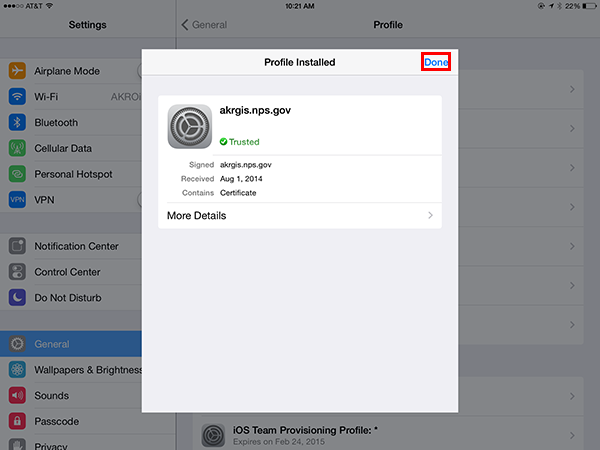 AT&T 10:21 AM 22%
Settings
General
Profile
Airplane Mode
Wi-Fi AKROi
Bluetooth
Cellular Data
Personal Hotspot
VPN VPN
Notification Center
Control Center
Do Not Disturb
General
Wallpapers & Brightness
Sounds
Passcode
Privacy
Profile Installed
Done
akrgis.nps.gov
Trusted
Signed akrgis.nps.gov
Received Aug 1, 2014
Contains Certificate
More Details
iOS Team Provisioning Profile: *
Expires on Feb 24, 2015